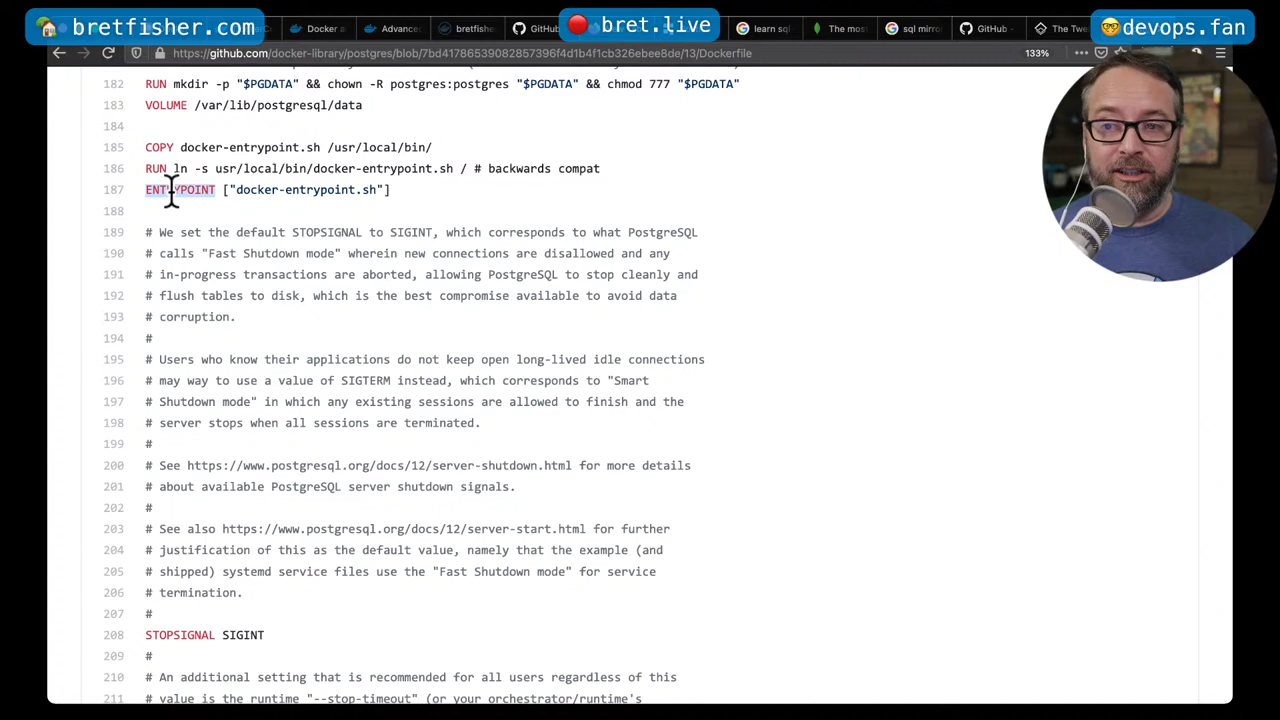 bretfisher.com
bret.live
devops.fan
Docker a
Advanced
bretfishe
GitHub
learn sql
The most
sql mirro
GitHub
The Twe
https://github.com/docker-library/postgres/blob/7bd41786539082857396f4d1b4f1cb326ebee8de/13/Dockerfile
133%
182 RUN mkdir -p "$PGDATA" && chown -R postgres:postgres "$PGDATA" && chmod 777 "$PGDATA"
183 VOLUME /var/lib/postgresql/data
184
185 COPY docker-entrypoint.sh /usr/local/bin/
186 RUN ln -s usr/local/bin/docker-entrypoint.sh / # backwards compat
187 ENTRYPOINT ["docker-entrypoint.sh"]
188
189 # We set the default STOPSIGNAL to SIGINT, which corresponds to what PostgreSQL
190 # calls "Fast Shutdown mode" wherein new connections are disallowed and any
191 # in-progress transactions are aborted, allowing PostgreSQL to stop cleanly and
192 # flush tables to disk, which is the best compromise available to avoid data
193 # corruption.
194 #
195 # Users who know their applications do not keep open long-lived idle connections
196 # may way to use a value of SIGTERM instead, which corresponds to "Smart
197 # Shutdown mode" in which any existing sessions are allowed to finish and the
198 # server stops when all sessions are terminated.
199 #
200 # See https://www.postgresql.org/docs/12/server-shutdown.html for more details
201 # about available PostgreSQL server shutdown signals.
202 #
203 # See also https://www.postgresql.org/docs/12/server-start.html for further
204 # justification of this as the default value, namely that the example (and
205 # shipped) systemd service files use the "Fast Shutdown mode" for service
206 # termination.
207 #
208 STOPSIGNAL SIGINT
209 #
210 # An additional setting that is recommended for all users regardless of this
211 # value is the runtime "--stop-timeout" (or your orchestrator/runtime's